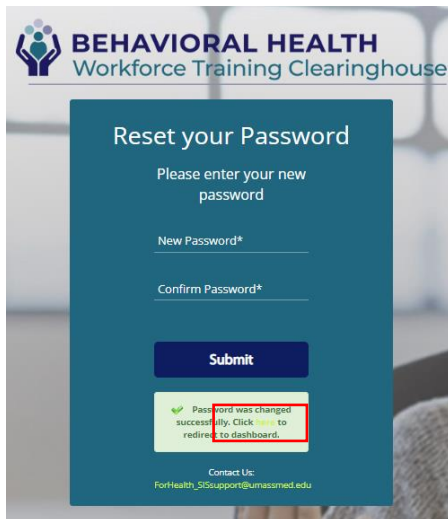 BEHAVIORAL HEALTH
Workforce Training Clearinghouse
Reset your Password
Please enter your new
password
New Password*
Confirm Password*
Submit
Password was changed
successfully. Click here to
redirect to dashboard.
Contact Us:
ForHealth_SISsupport@umassmed.edu